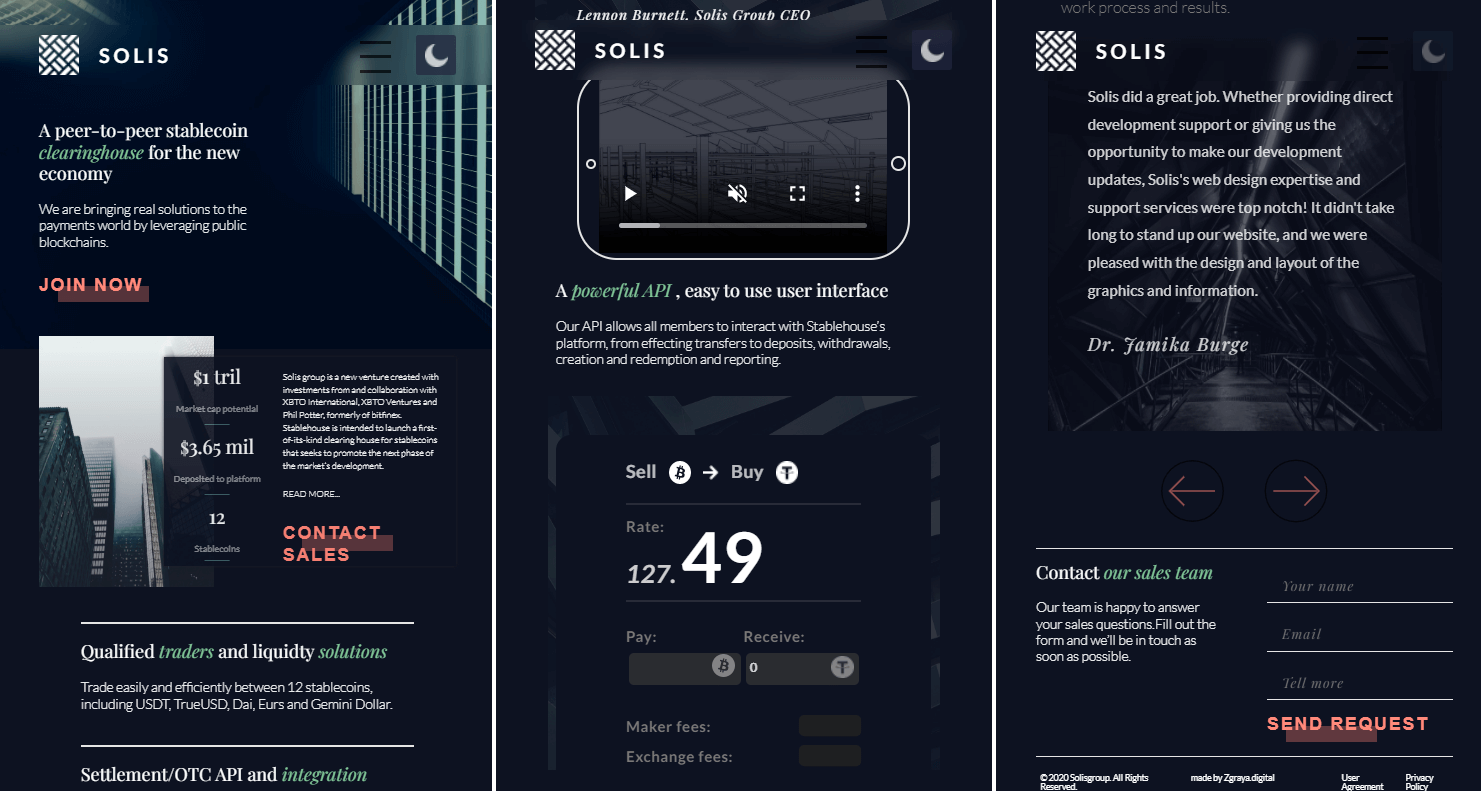 SOLIS
A peer-to-peer stablecoin
clearinghouse for the new
economy
We are bringing real solutions to the
payments world by leveraging public
blockchains.
JOIN NOW
$1 tril
Market cap potential
$3.65 mil
Deposited to platform
12
Stablecoins
Solis group is a new venture created with
investments from and collaboration with
XBTO International, XBTO Ventures and
Phil Potter, formerly of bitfinex.
Stablehouse is intended to launch a first-
of-its-kind clearing house for stablecoins
that seeks to promote the next phase of
the market's development.
READ MORE...
CONTACT
SALES
Qualified traders and liquidty solutions
Trade easily and efficiently between 12 stablecoins,
including USDT, TrueUSD, Dai, Eurs and Gemini Dollar.
Settlement/OTC API and integration
Lennon Burnett. Solis Group CEO
SOLIS
A powerful API , easy to use user interface
Our API allows all members to interact with Stablehouse's
platform, from effecting transfers to deposits, withdrawals,
creation and redemption and reporting.
Sell → Buy
Rate:
127.49
Pay: Receive:
0
Maker fees:
Exchange fees:
work process and results.
SOLIS
Solis did a great job. Whether providing direct
development support or giving us the
opportunity to make our development
updates, Solis's web design expertise and
support services were top notch! It didn't take
long to stand up our website, and we were
pleased with the design and layout of the
graphics and information.
Dr. Jamika Burge
Contact our sales team
Our team is happy to answer
your sales questions.Fill out the
form and we'll be in touch as
soon as possible.
Your name
Email
Tell more
SEND REQUEST
© 2020 Solisgroup. All Rights
Reserved.
made by Zgraya.digital
User
Agreement
Privacy
Policy